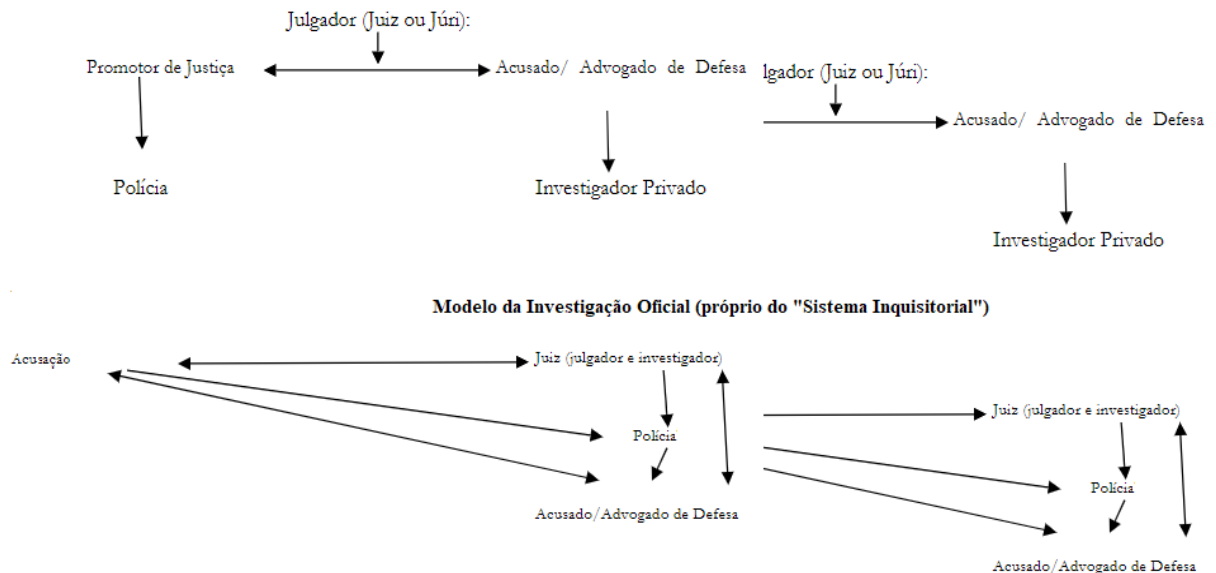 Julgador (Juiz ou Júri):
Promotor de Justiça
Acusado/ Advogado de Defesa
lgador (Juiz ou Júri):
Acusado/ Advogado de Defesa
Polícia
Investigador Privado
Investigador Privado
Modelo da Investigação Oficial (próprio do "Sistema Inquisitorial")
Acusação
Juiz (julgador e investigador)
Juiz (julgador e investigador)
Polícia
Polícia
Acusado/Advogado de Defesa
Acusado/Advogado de Defesa